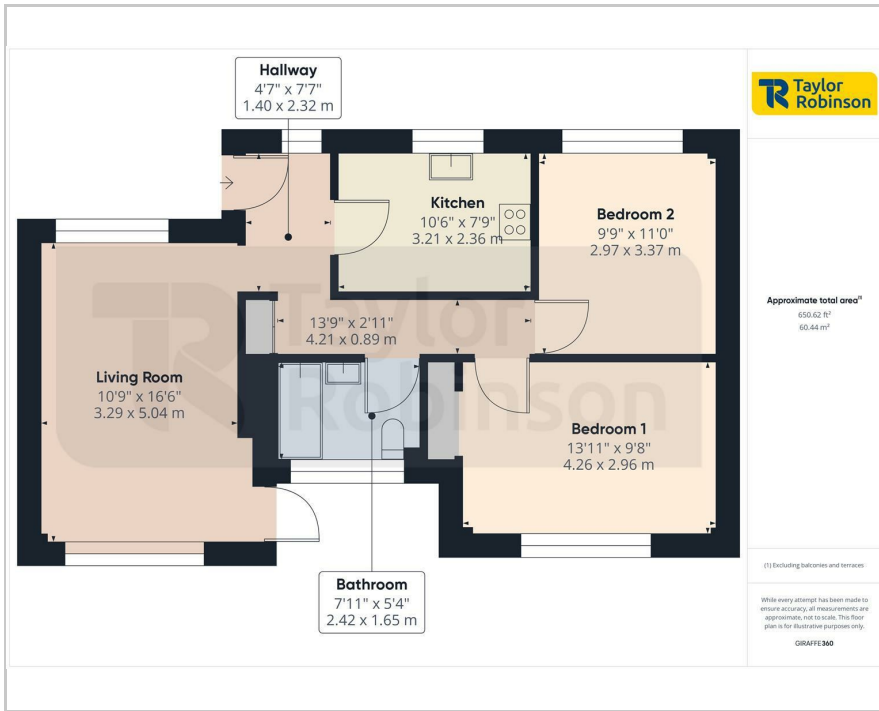 Hallway
4'7" x 7'7"
1.40 x 2.32 m
Kitchen
10'6" x 7'9"
3.21 x 2.36 m
Bedroom 2
9'9" x 11'0"
2.97 x 3.37 m
13'9" x 2'11"
4.21 x 0.89 m
Living Room
10'9" x 16'6"
3.29 x 5.04 m
Bedroom 1
13'11" x 9'8"
4.26 x 2.96 m
Bathroom
7'11" x 5'4"
2.42 x 1.65 m
Taylor
Robinson
TR Taylor
Robinson
Approximate total area(1)
650.62 ft²
60.44 m²
(1) Excluding balconies and terraces
While every attempt has been made to
ensure accuracy, all measurements are
approximate, not to scale. This floor
plan is for illustrative purposes only.
GIRAFFE360